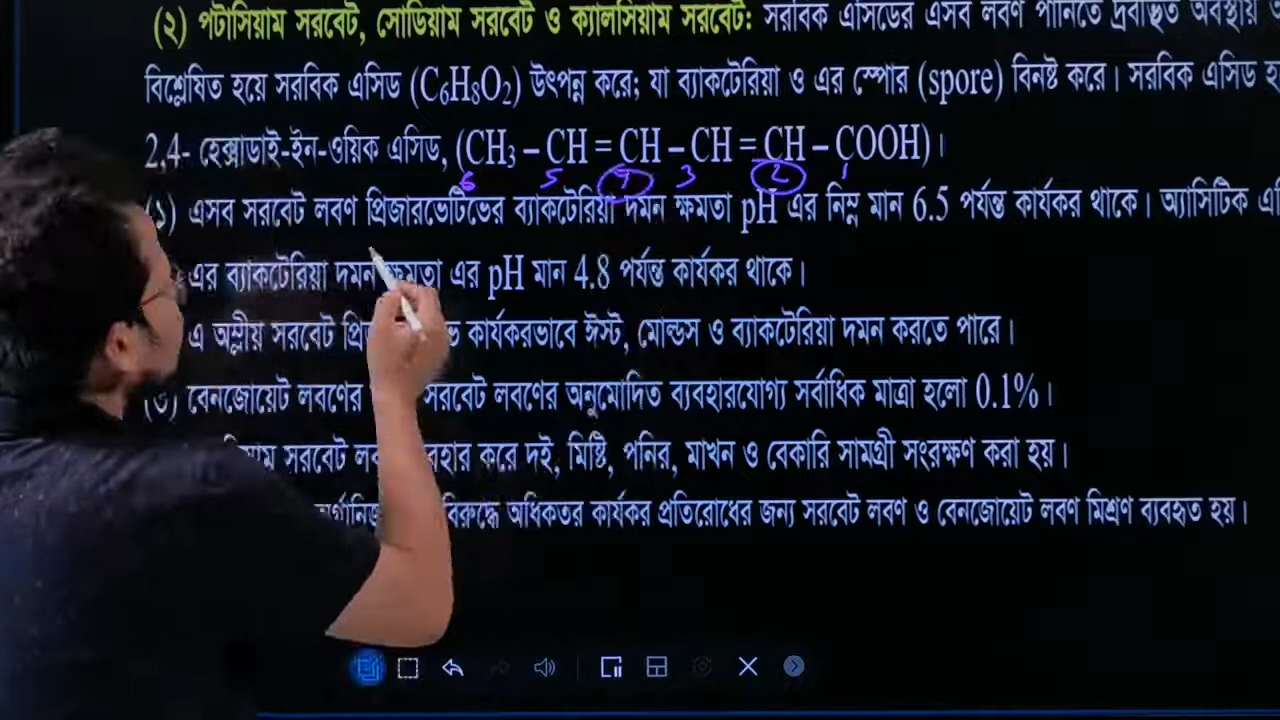 (২) পটাসিয়াম সরবেট, সোডিয়াম সরবেট ও ক্যালসিয়াম সরবেট: সরবিক এসিডের এসব লবণ পানিতে দ্রবীভূত অবস্থায়
বিশ্লেষিত হয়ে সরবিক এসিড (C₆H₈O₂) উৎপন্ন করে; যা ব্যাকটেরিয়া ও এর স্পোর (spore) বিনষ্ট করে। সরবিক এসিড
2,4- হেক্সাডাই-ইন-ওয়িক এসিড, (CH₃ – CH = CH – CH = CH – COOH)।
6 5 4 3 2 1
এসব সরবেট লবণ প্রিজারভেটিভের ব্যাকটেরিয়া দমন ক্ষমতা pH এর নিম্ন মান 6.5 পর্যন্ত কার্যকর থাকে। অ্যাসিটিক
এর ব্যাকটেরিয়া দমন ক্ষমতা এর pH মান 4.8 পর্যন্ত কার্যকর থাকে।
এ অম্লীয় সরবেট কার্যকরভাবে ঈস্ট, মোল্ডস ও ব্যাকটেরিয়া দমন করতে পারে।
(৩) বেনজোয়েট লবণের সরবেট লবণের অনুমোদিত ব্যবহারযোগ্য সর্বাধিক মাত্রা হলো 0.1%।
সরবেট করে দই, মিষ্টি, পনির, মাখন ও বেকারি সামগ্রী সংরক্ষণ করা হয়।
বিরুদ্ধে অধিকতর কার্যকর প্রতিরোধের জন্য সরবেট লবণ ও বেনজোয়েট লবণ মিশ্রণ ব্যবহৃত হয়।